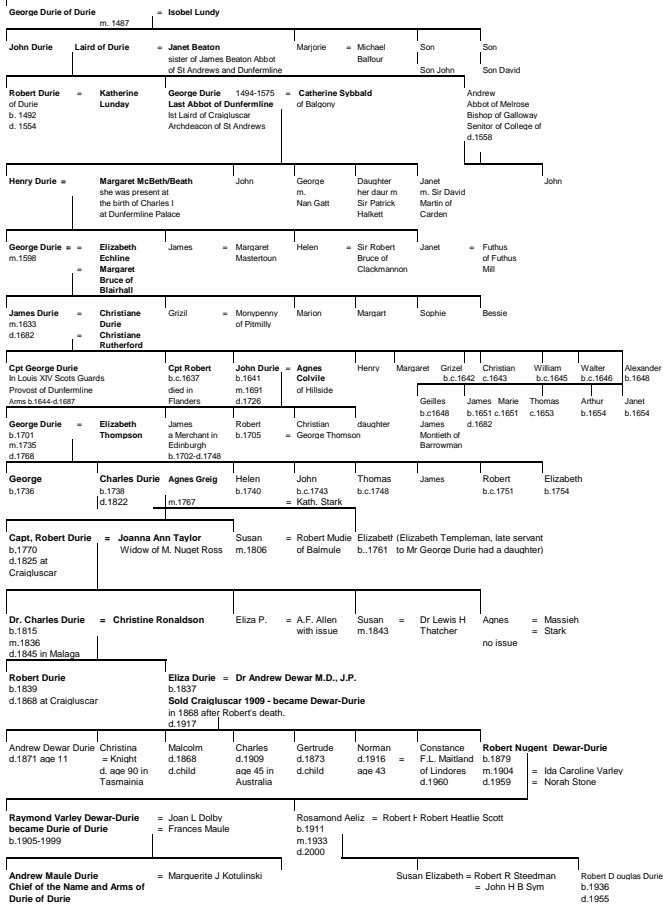 George Durie of Durie = Isobel Lundy
m. 1487
John Durie Laird of Durie = Janet Beaton Marjorie = Michael Son Son
sister of James Beaton Abbot Balfour
of St Andrews and Dunfermline Son John Son David
Robert Durie = Katherine George Durie 1494-1575 = Catherine Sybbald Andrew
of Durie Lunday Last Abbot of Dunfermline of Balgony Abbot of Melrose
b. 1492 Ist Laird of Craigluscar Bishop of Galloway
d. 1554 Archdeacon of St Andrews Senitor of College of
d.1558
Henry Durie = Margaret McBeth/Beath John George Daughter Janet John
she was present at m. her daur m m. Sir David
the birth of Charles I Nan Gatt Sir Patrick Martin of
at Dunfermline Palace Halkett Carden
George Durie = = Elizabeth James = Margaret Helen = Sir Robert Janet = Futhus
m.1598 Echline Mastertoun Bruce of of Futhus
= Margaret Clackmannon Mill
Bruce of
Blairhall
James Durie = Christiane Grizil = Monypenny Marion Margart Sophie Bessie
m.1633 Durie of Pitmilly
d.1682 = Christiane
Rutherford
Cpt George Durie Cpt Robert John Durie = Agnes Henry Margaret Grizel Christian William Walter Alexander
In Louis XIV Scots Guards b.c.1637 b.1641 Colvile b.c.1642 c.1643 b.c.1645 b.c.1646 b.1648
Provost of Dunfermline died in m.1691 of Hillside
Arms b.1644-d.1687 Flanders d.1726 Geilles James Marie Thomas Arthur Janet
b.c1648 b.1651 c.1651 c.1653 b.1654 b.1654
George Durie = Elizabeth James Robert Christian daughter James d.1682
b.1701 Thompson a Merchant in b.1705 = George Thomson Montieth of
m.1735 Edinburgh Barrowman
d.1768 b.1702-d.1748
George Charles Durie Agnes Greig Helen John Thomas James Robert Elizabeth
b,1736 b.1738 b.1740 b.c.1743 b.c.1748 b.c.1751 b.1754
d.1822 m.1767 = Kath. Stark
Capt, Robert Durie = Joanna Ann Taylor Susan = Robert Mudie Elizabeth (Elizabeth Templeman, late servant
b,1770 Widow of M. Nuget Ross m.1806 of Balmule b..1761 to Mr George Durie had a daughter)
d.1825 at
Craigluscar
Dr. Charles Durie = Christine Ronaldson Eliza P. = A.F. Allen Susan = Dr Lewis H Agnes = Massieh
b.1815 with issue m.1843 Thatcher = Stark
m.1836 no issue
d.1845 in Malaga
Robert Durie Eliza Durie = Dr Andrew Dewar M.D., J.P.
b.1839 b.1837
d.1868 at Craigluscar Sold Craigluscar 1909 - became Dewar-Durie
in 1868 after Robert's death.
d.1917
Andrew Dewar Durie Christina Malcolm Charles Gertrude Norman Constance Robert Nugent Dewar-Durie
d.1871 age 11 = Knight d.1868 d.1909 d.1873 d.1916 = F.L. Maitland b.1879
d. age 90 in d.child age 45 in d.child age 43 of Lindores m.1904 = Ida Caroline Varley
Tasmainia Australia d.1960 d.1959 = Norah Stone
Raymond Varley Dewar-Durie = Joan L Dolby Rosamond Aeliz = Robert H Robert Heatlie Scott
became Durie of Durie = Frances Maule b.1911
b.1905-1999 m.1933
d.2000
Andrew Maule Durie = Marguerite J Kotulinski Susan Elizabeth = Robert R Steedman Robert D ouglas Durie
Chief of the Name and Arms of = John H B Sym b.1936
Durie of Durie d.1955